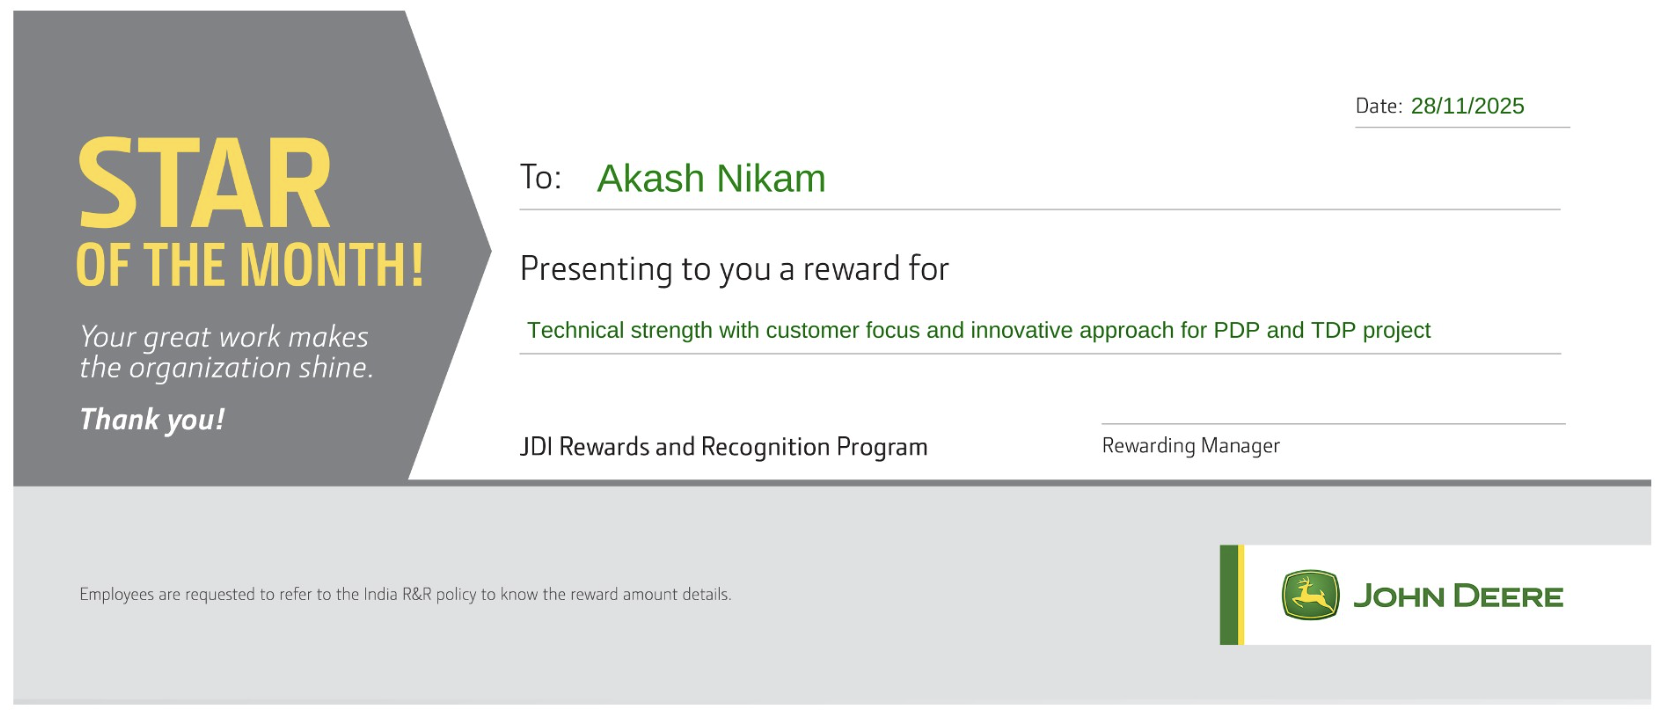 STAR
OF THE MONTH!
Your great work makes
the organization shine.
Thank you!
Date: 28/11/2025
To: Akash Nikam
Presenting to you a reward for
Technical strength with customer focus and innovative approach for PDP and TDP project
JDI Rewards and Recognition Program
Rewarding Manager
Employees are requested to refer to the India R&R policy to know the reward amount details.
JOHN DEERE